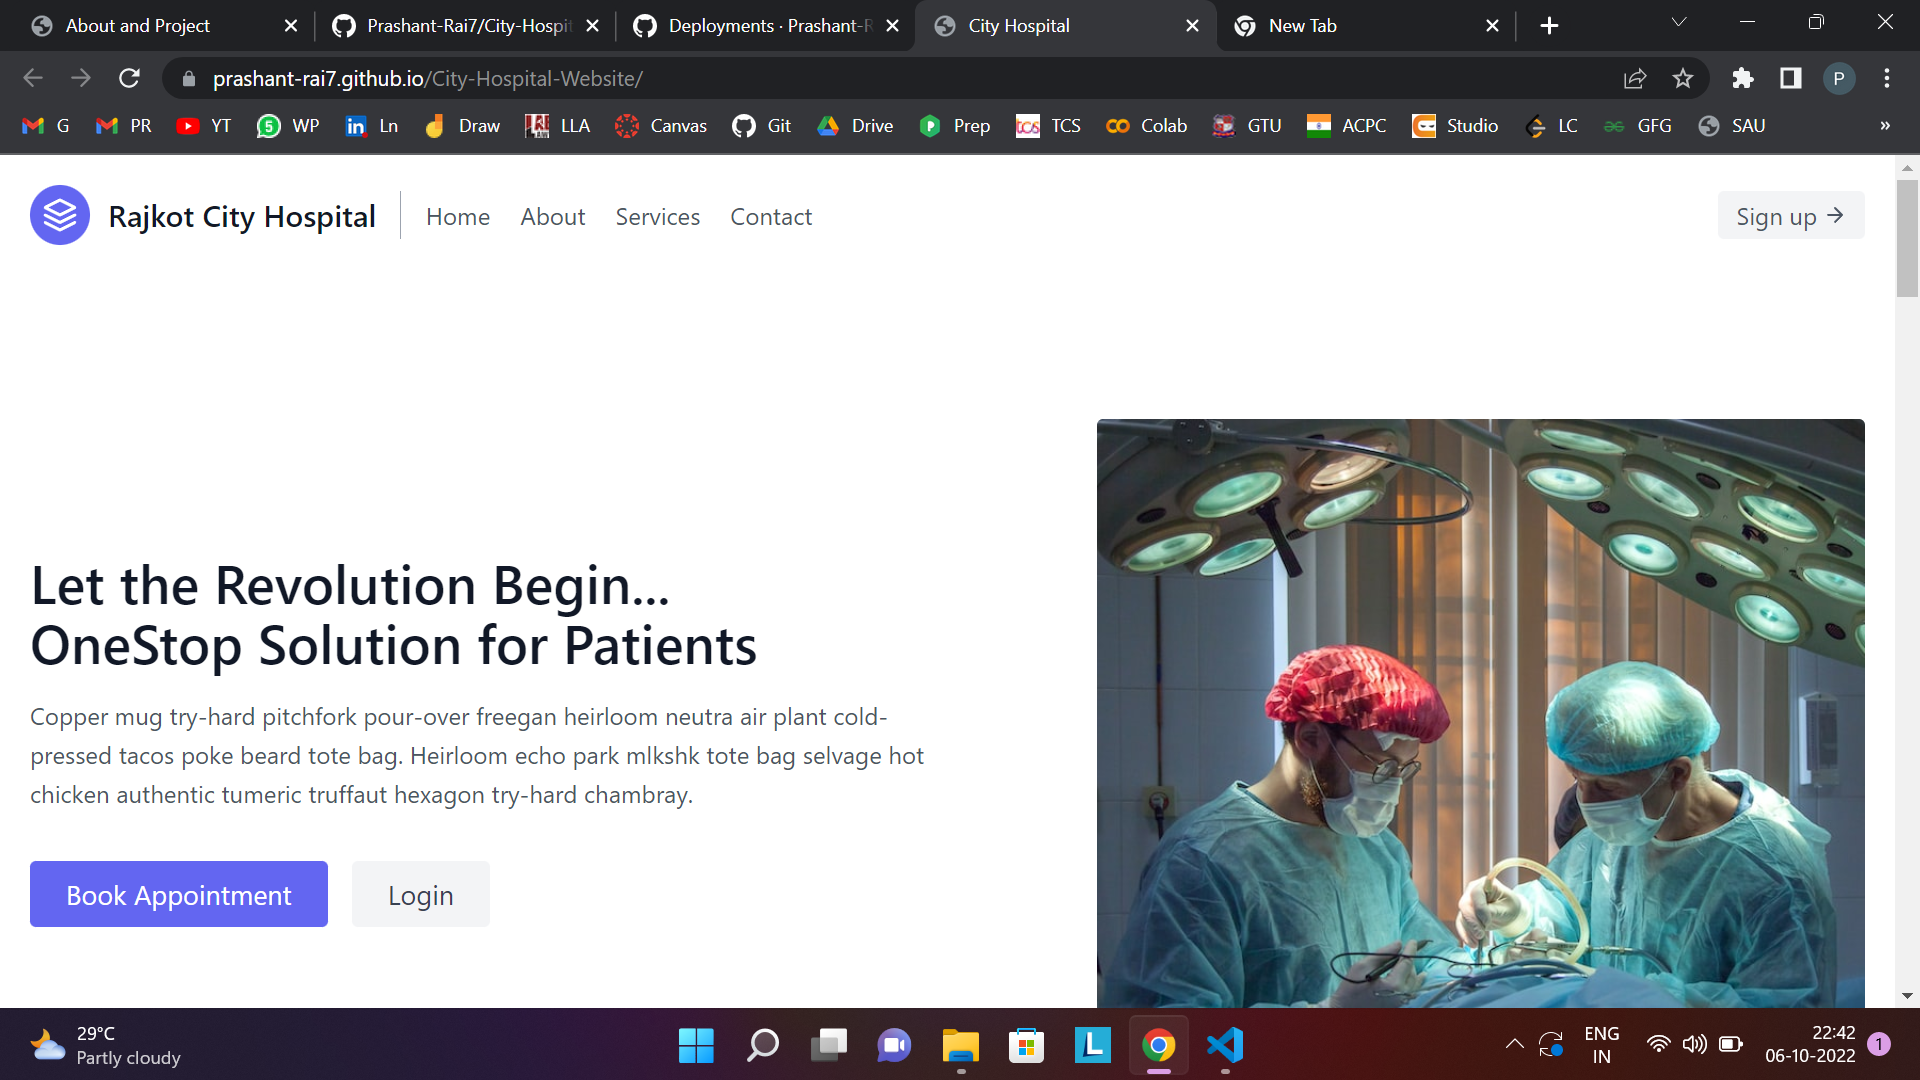 About and Project
Prashant-Rai7/City-Hospit
Deployments · Prashant-R
City Hospital
New Tab
prashant-rai7.github.io/City-Hospital-Website/
P
G
PR
YT
5
WP
in
Ln
Draw
LLA
Canvas
Git
Drive
P
Prep
tcs
TCS
Colab
GTU
ACPC
Studio
LC
GFG
SAU
»
Rajkot City Hospital
Home
About
Services
Contact
Sign up →
Let the Revolution Begin...
OneStop Solution for Patients
Copper mug try-hard pitchfork pour-over freegan heirloom neutra air plant cold-
pressed tacos poke beard tote bag. Heirloom echo park mlkshk tote bag selvage hot
chicken authentic tumeric truffaut hexagon try-hard chambray.
Book Appointment
Login
29°C
Partly cloudy
L
ENG
IN
22:42
06-10-2022
1